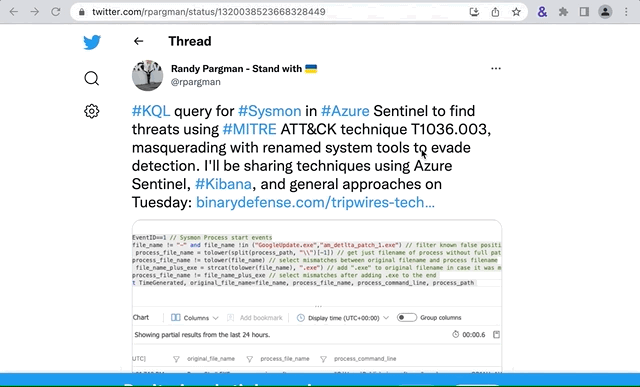 twitter.com/rpargman/status/1320038523668328449
Thread
Randy Pargman - Stand with
@rpargman
#KQL query for #Sysmon in #Azure Sentinel to find
threats using #MITRE ATT&CK technique T1036.003,
masquerading with renamed system tools to evade
detection. I'll be sharing techniques using Azure
Sentinel, #Kibana, and general approaches on
Tuesday: binarydefense.com/tripwires-tech…
EventID==1 // Sysmon Process start events
file_name != "-" and file_name !in ("GoogleUpdate.exe","am_delta_patch_1.exe") // filter known false positi
process_file_name = tolower(split(process_path, "\\")[-1]) // get just filename of process without full pat
process_file_name != tolower(file_name) // select mismatches between original filename and process filename
file_name_plus_exe = strcat(tolower(file_name), ".exe") // add ".exe" to original filename in case it was m
process_file_name != file_name_plus_exe // select mismatches after adding .exe to the end
t TimeGenerated, original_file_name=file_name, process_file_name, process_command_line, process_path
Chart Columns Add bookmark Display time (UTC+00:00) Group columns
Showing partial results from the last 24 hours. 00:00.6
UTC] original_file_name process_file_name process_command_line